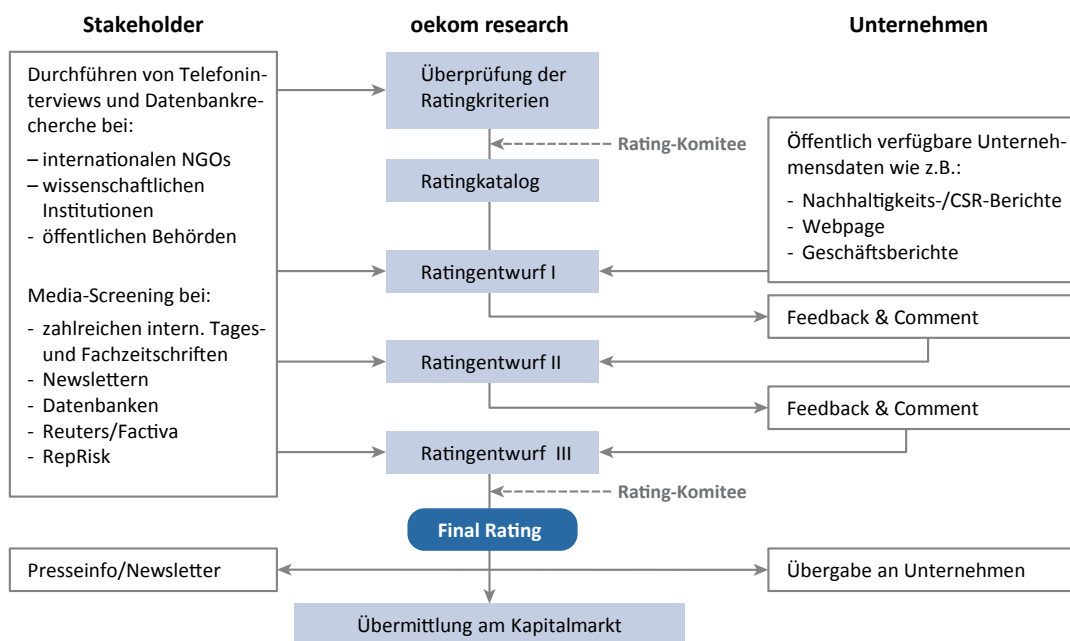 Stakeholder
Durchführen von Telefonin-
terviews und Datenbankre-
cherche bei:
– internationalen NGOs
– wissenschaftlichen
Institutionen
- öffentlichen Behörden
Media-Screening bei:
- zahlreichen intern. Tages-
und Fachzeitschriften
- Newslettern
- Datenbanken
- Reuters/Factiva
- RepRisk
Presseinfo/Newsletter
oekom research
Überprüfung der
Ratingkriterien
Rating-Komitee
Ratingkatalog
Ratingentwurf I
Ratingentwurf II
Ratingentwurf III
Rating-Komitee
Final Rating
Übermittlung am Kapitalmarkt
Unternehmen
Öffentlich verfügbare Unterneh-
mensdaten wie z.B.:
- Nachhaltigkeits-/CSR-Berichte
- Webpage
- Geschäftsberichte
Feedback & Comment
Feedback & Comment
Übergabe an Unternehmen